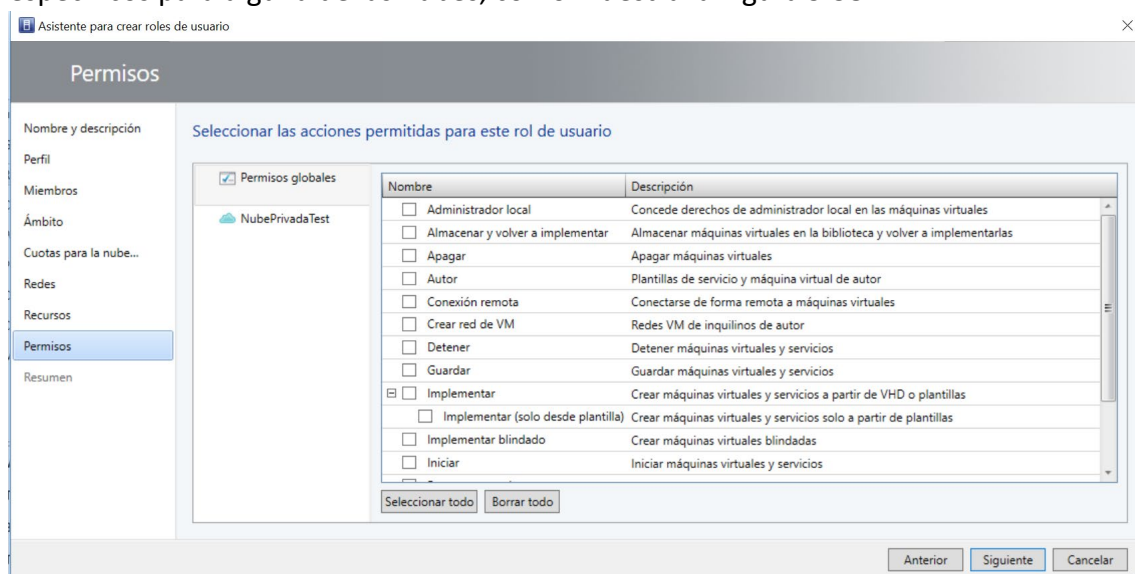 Asistente para crear roles de usuario
Permisos
Nombre y descripción
Perfil
Miembros
Ámbito
Cuotas para la nube...
Redes
Recursos
Permisos
Resumen
Seleccionar las acciones permitidas para este rol de usuario
Permisos globales
NubePrivadaTest
Nombre Descripción
Administrador local Concede derechos de administrador local en las máquinas virtuales
Almacenar y volver a implementar Almacenar máquinas virtuales en la biblioteca y volver a implementarlas
Apagar Apagar máquinas virtuales
Autor Plantillas de servicio y máquina virtual de autor
Conexión remota Conectarse de forma remota a máquinas virtuales
Crear red de VM Redes VM de inquilinos de autor
Detener Detener máquinas virtuales y servicios
Guardar Guardar máquinas virtuales y servicios
Implementar Crear máquinas virtuales y servicios a partir de VHD o plantillas
Implementar (solo desde plantilla) Crear máquinas virtuales y servicios solo a partir de plantillas
Implementar blindado Crear máquinas virtuales blindadas
Iniciar Iniciar máquinas virtuales y servicios
Seleccionar todo Borrar todo
Anterior Siguiente Cancelar